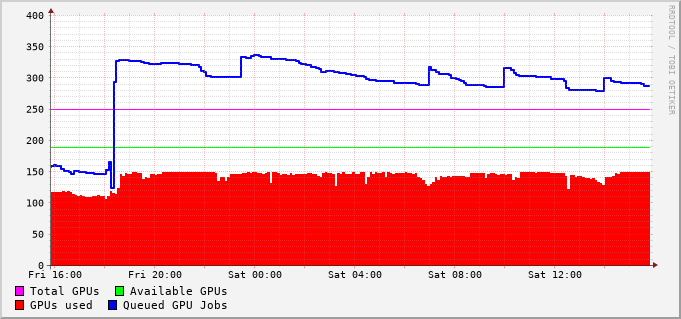 400
350
300
250
200
150
100
50
0
Fri 16:00 Fri 20:00 Sat 00:00 Sat 04:00 Sat 08:00 Sat 12:00
Total GPUs Available GPUs
GPUs used Queued GPU Jobs
RRDTOOL / TOBI OETIKER